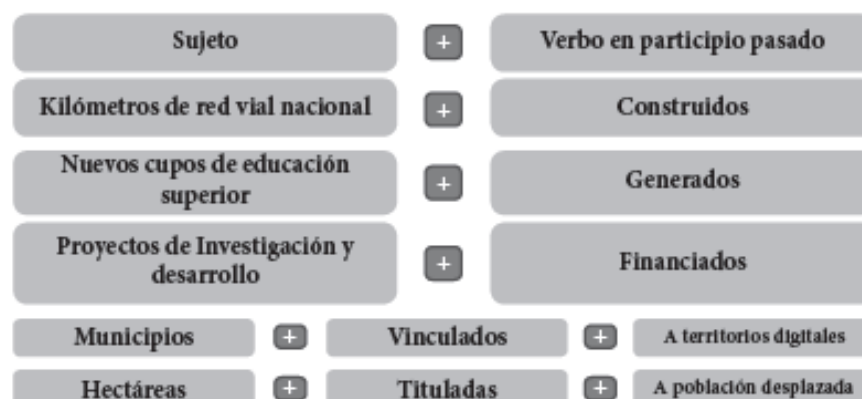 Sujeto + Verbo en participio pasado
Kilómetros de red vial nacional + Construidos
Nuevos cupos de educación
superior + Generados
Proyectos de Investigación y
desarrollo + Financiados
Municipios + Vinculados + A territorios digitales
Hectáreas + Tituladas + A población desplazada